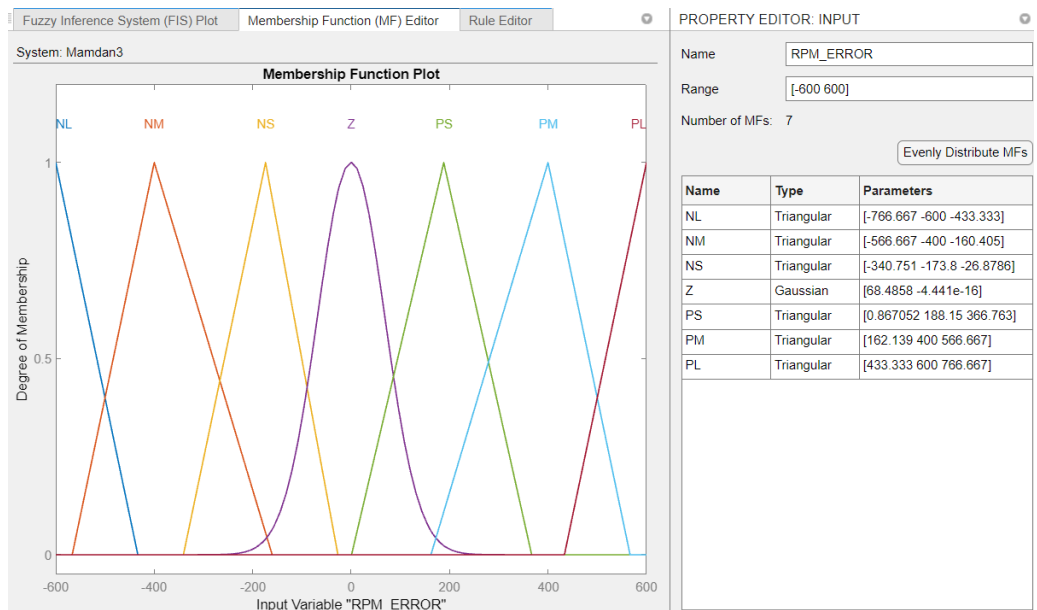 Fuzzy Inference System (FIS) Plot
Membership Function (MF) Editor
Rule Editor
System: Mamdan3
Membership Function Plot
NL NM NS Z PS PM PL
1
0.5
0
Degree of Membership
-600 -400 -200 0 200 400 600
Input Variable "RPM_ERROR"
PROPERTY EDITOR: INPUT
Name RPM_ERROR
Range [-600 600]
Number of MFs: 7
Evenly Distribute MFs
Name Type Parameters
NL Triangular [-766.667 -600 -433.333]
NM Triangular [-566.667 -400 -160.405]
NS Triangular [-340.751 -173.8 -26.8786]
Z Gaussian [68.4858 -4.441e-16]
PS Triangular [0.867052 188.15 366.763]
PM Triangular [162.139 400 566.667]
PL Triangular [433.333 600 766.667]